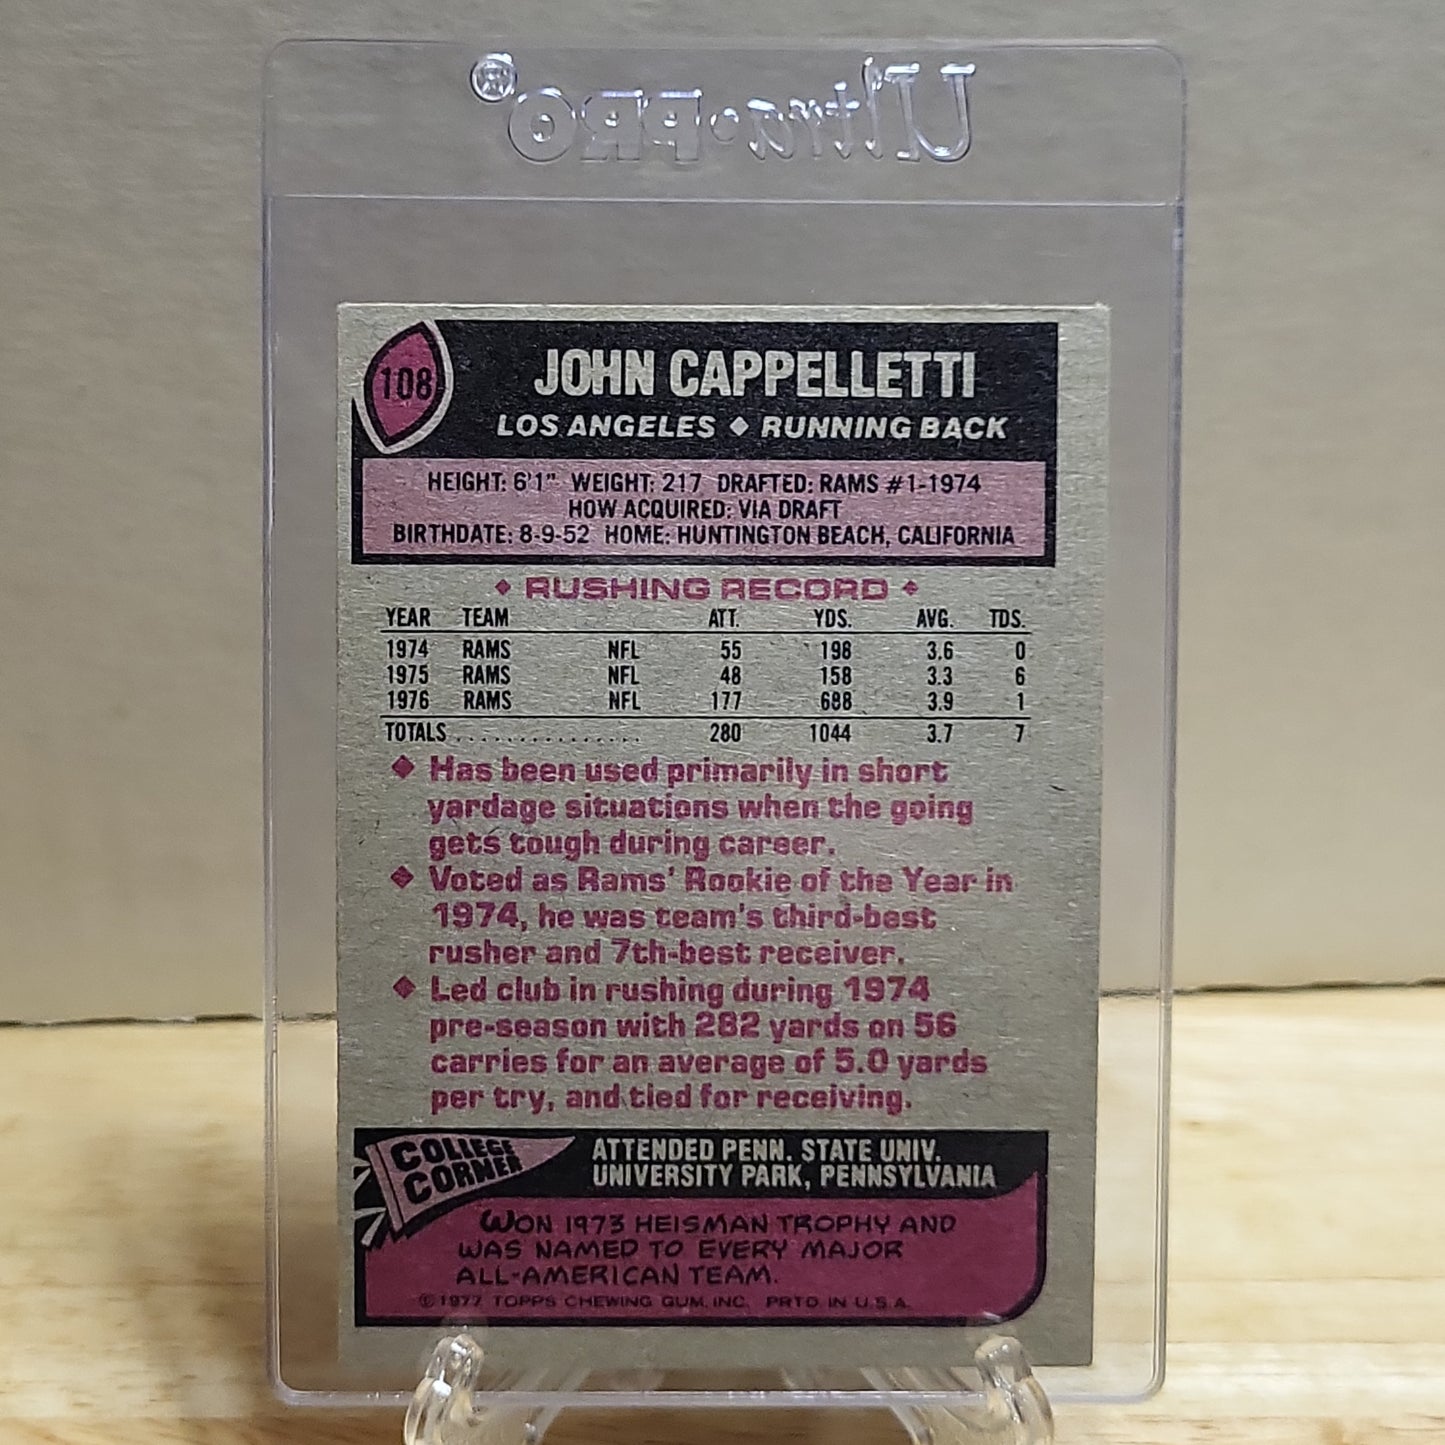 Ultra•PRO®
108
JOHN CAPPELLETTI
LOS ANGELES ◆ RUNNING BACK
HEIGHT: 6'1" WEIGHT: 217 DRAFTED: RAMS #1-1974
HOW ACQUIRED: VIA DRAFT
BIRTHDATE: 8-9-52 HOME: HUNTINGTON BEACH, CALIFORNIA
◆ RUSHING RECORD ◆
YEAR TEAM ATT. YDS. AVG. TDS.
1974 RAMS NFL 55 198 3.6 0
1975 RAMS NFL 48 158 3.3 6
1976 RAMS NFL 177 688 3.9 1
TOTALS ................ 280 1044 3.7 7
◆ Has been used primarily in short
yardage situations when the going
gets tough during career.
◆ Voted as Rams' Rookie of the Year in
1974, he was team's third-best
rusher and 7th-best receiver.
◆ Led club in rushing during 1974
pre-season with 282 yards on 56
carries for an average of 5.0 yards
per try, and tied for receiving.
COLLEGE
CORNER
ATTENDED PENN. STATE UNIV.
UNIVERSITY PARK, PENNSYLVANIA
WON 1973 HEISMAN TROPHY AND
WAS NAMED TO EVERY MAJOR
ALL-AMERICAN TEAM.
© 1977 TOPPS CHEWING GUM, INC. PRTD IN U.S.A.